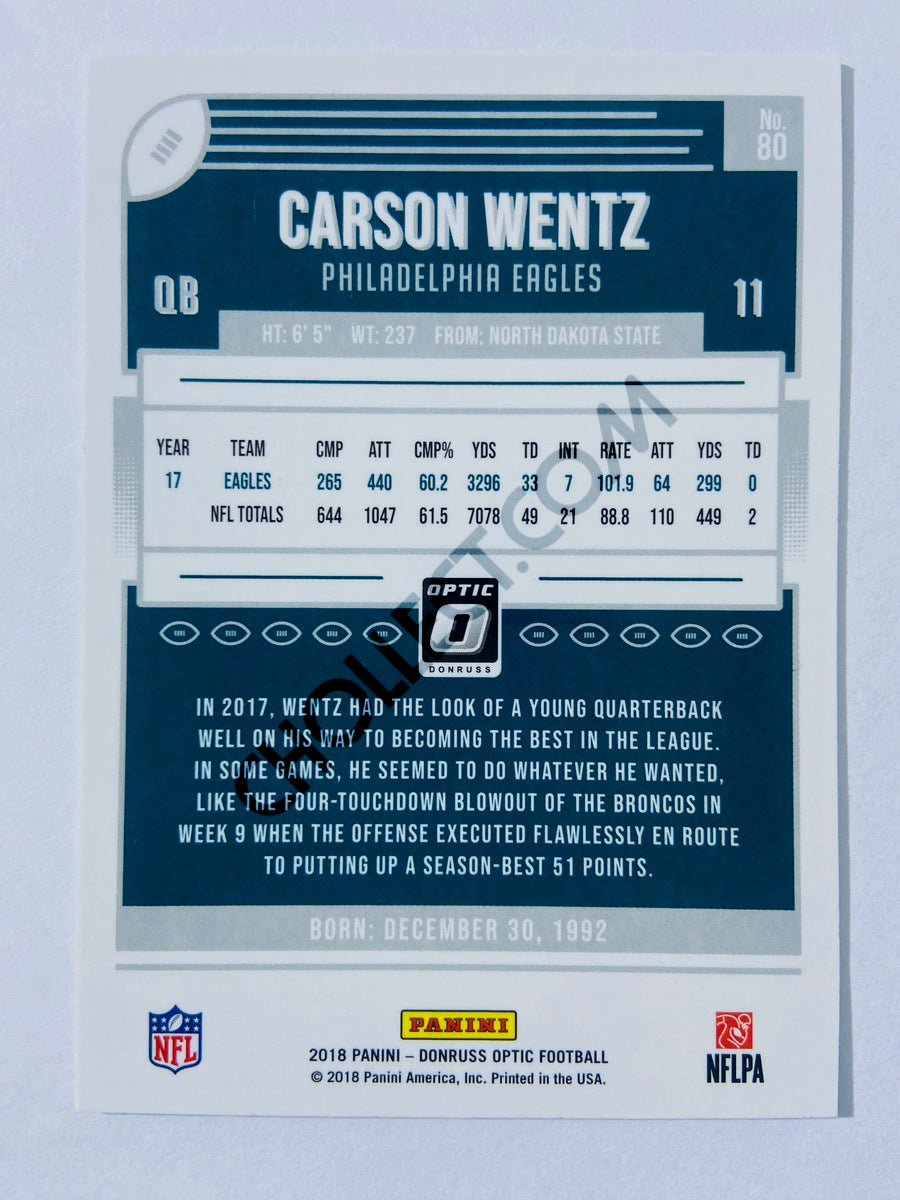 No.
80
CARSON WENTZ
PHILADELPHIA EAGLES
QB
11
HT: 6' 5" WT: 237 FROM: NORTH DAKOTA STATE
YEAR TEAM CMP ATT CMP% YDS TD INT RATE ATT YDS TD
17 EAGLES 265 440 60.2 3296 33 7 101.9 64 299 0
NFL TOTALS 644 1047 61.5 7078 49 21 88.8 110 449 2
OPTIC
DONRUSS
IN 2017, WENTZ HAD THE LOOK OF A YOUNG QUARTERBACK
WELL ON HIS WAY TO BECOMING THE BEST IN THE LEAGUE.
IN SOME GAMES, HE SEEMED TO DO WHATEVER HE WANTED,
LIKE THE FOUR-TOUCHDOWN BLOWOUT OF THE BRONCOS IN
WEEK 9 WHEN THE OFFENSE EXECUTED FLAWLESSLY EN ROUTE
TO PUTTING UP A SEASON-BEST 51 POINTS.
CHOLLECT.COM
BORN: DECEMBER 30, 1992
NFL
PANINI
2018 PANINI – DONRUSS OPTIC FOOTBALL
© 2018 Panini America, Inc. Printed in the USA.
NFLPA